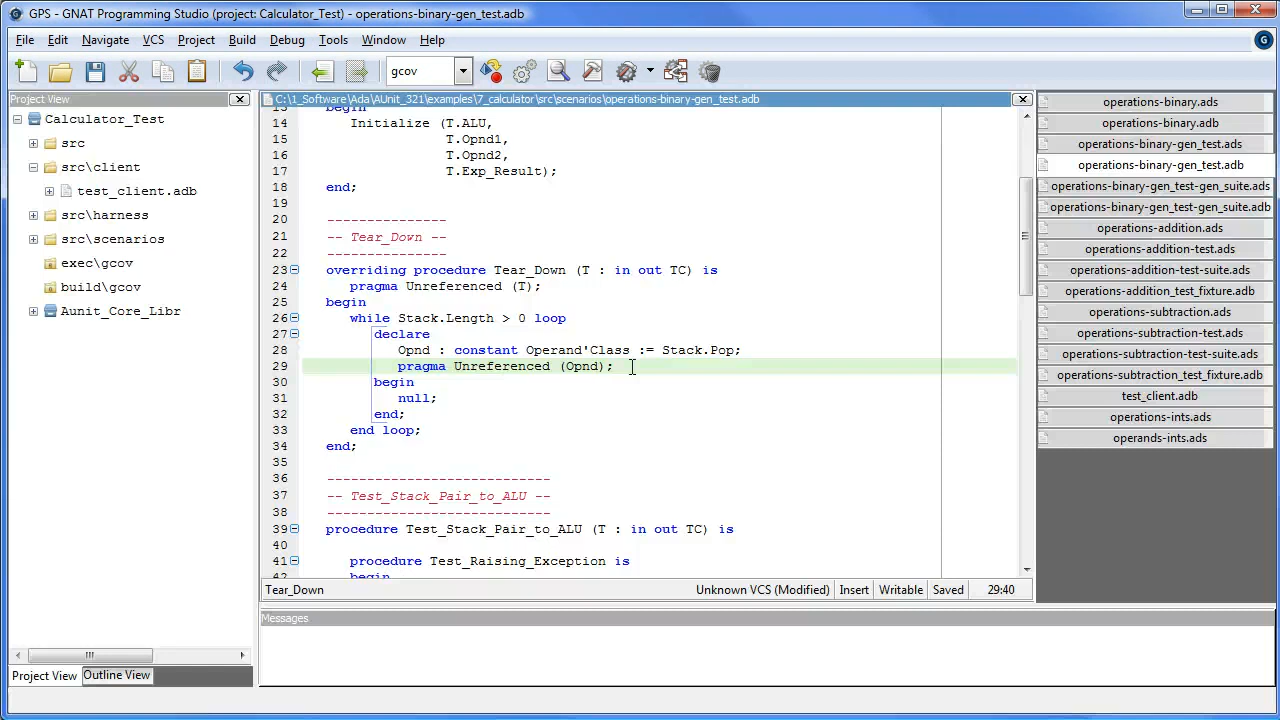 GPS - GNAT Programming Studio (project: Calculator_Test) - operations-binary-gen_test.adb
File Edit Navigate VCS Project Build Debug Tools Window Help
gcov
Project View
Calculator_Test
src
src\client
test_client.adb
src\harness
src\scenarios
exec\gcov
build\gcov
Aunit_Core_Libr
Project View Outline View
C:\1_Software\Ada\AUnit_321\examples\7_calculator\src\scenarios\operations-binary-gen_test.adb
13 begin
14 Initialize (T.ALU,
15 T.Opnd1,
16 T.Opnd2,
17 T.Exp_Result);
18 end;
19
20 ---------------
21 -- Tear_Down --
22 ---------------
23 overriding procedure Tear_Down (T : in out TC) is
24 pragma Unreferenced (T);
25 begin
26 while Stack.Length > 0 loop
27 declare
28 Opnd : constant Operand'Class := Stack.Pop;
29 pragma Unreferenced (Opnd);
30 begin
31 null;
32 end;
33 end loop;
34 end;
35
36 ----------------------------
37 -- Test_Stack_Pair_to_ALU --
38 ----------------------------
39 procedure Test_Stack_Pair_to_ALU (T : in out TC) is
40
41 procedure Test_Raising_Exception is
42 begin
Tear_Down Unknown VCS (Modified) Insert Writable Saved 29:40
Messages
operations-binary.ads
operations-binary.adb
operations-binary-gen_test.ads
operations-binary-gen_test.adb
operations-binary-gen_test-gen_suite.ads
operations-binary-gen_test-gen_suite.adb
operations-addition.ads
operations-addition-test.ads
operations-addition-test-suite.ads
operations-addition_test_fixture.adb
operations-subtraction.ads
operations-subtraction-test.ads
operations-subtraction-test-suite.ads
operations-subtraction_test_fixture.adb
test_client.adb
operations-ints.ads
operands-ints.ads